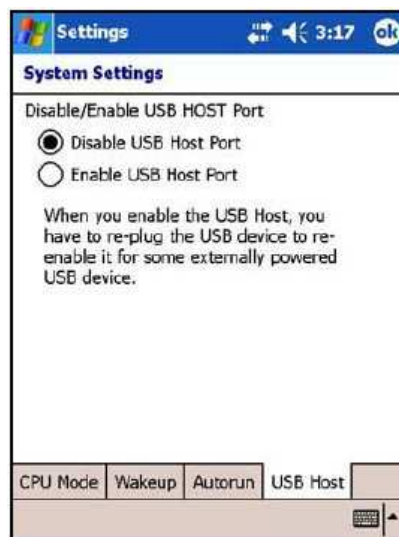 Settings 3:17 ok
System Settings
Disable/Enable USB HOST Port
Disable USB Host Port
Enable USB Host Port
When you enable the USB Host, you
have to re-plug the USB device to re-
enable it for some externally powered
USB device.
CPU Mode Wakeup Autorun USB Host